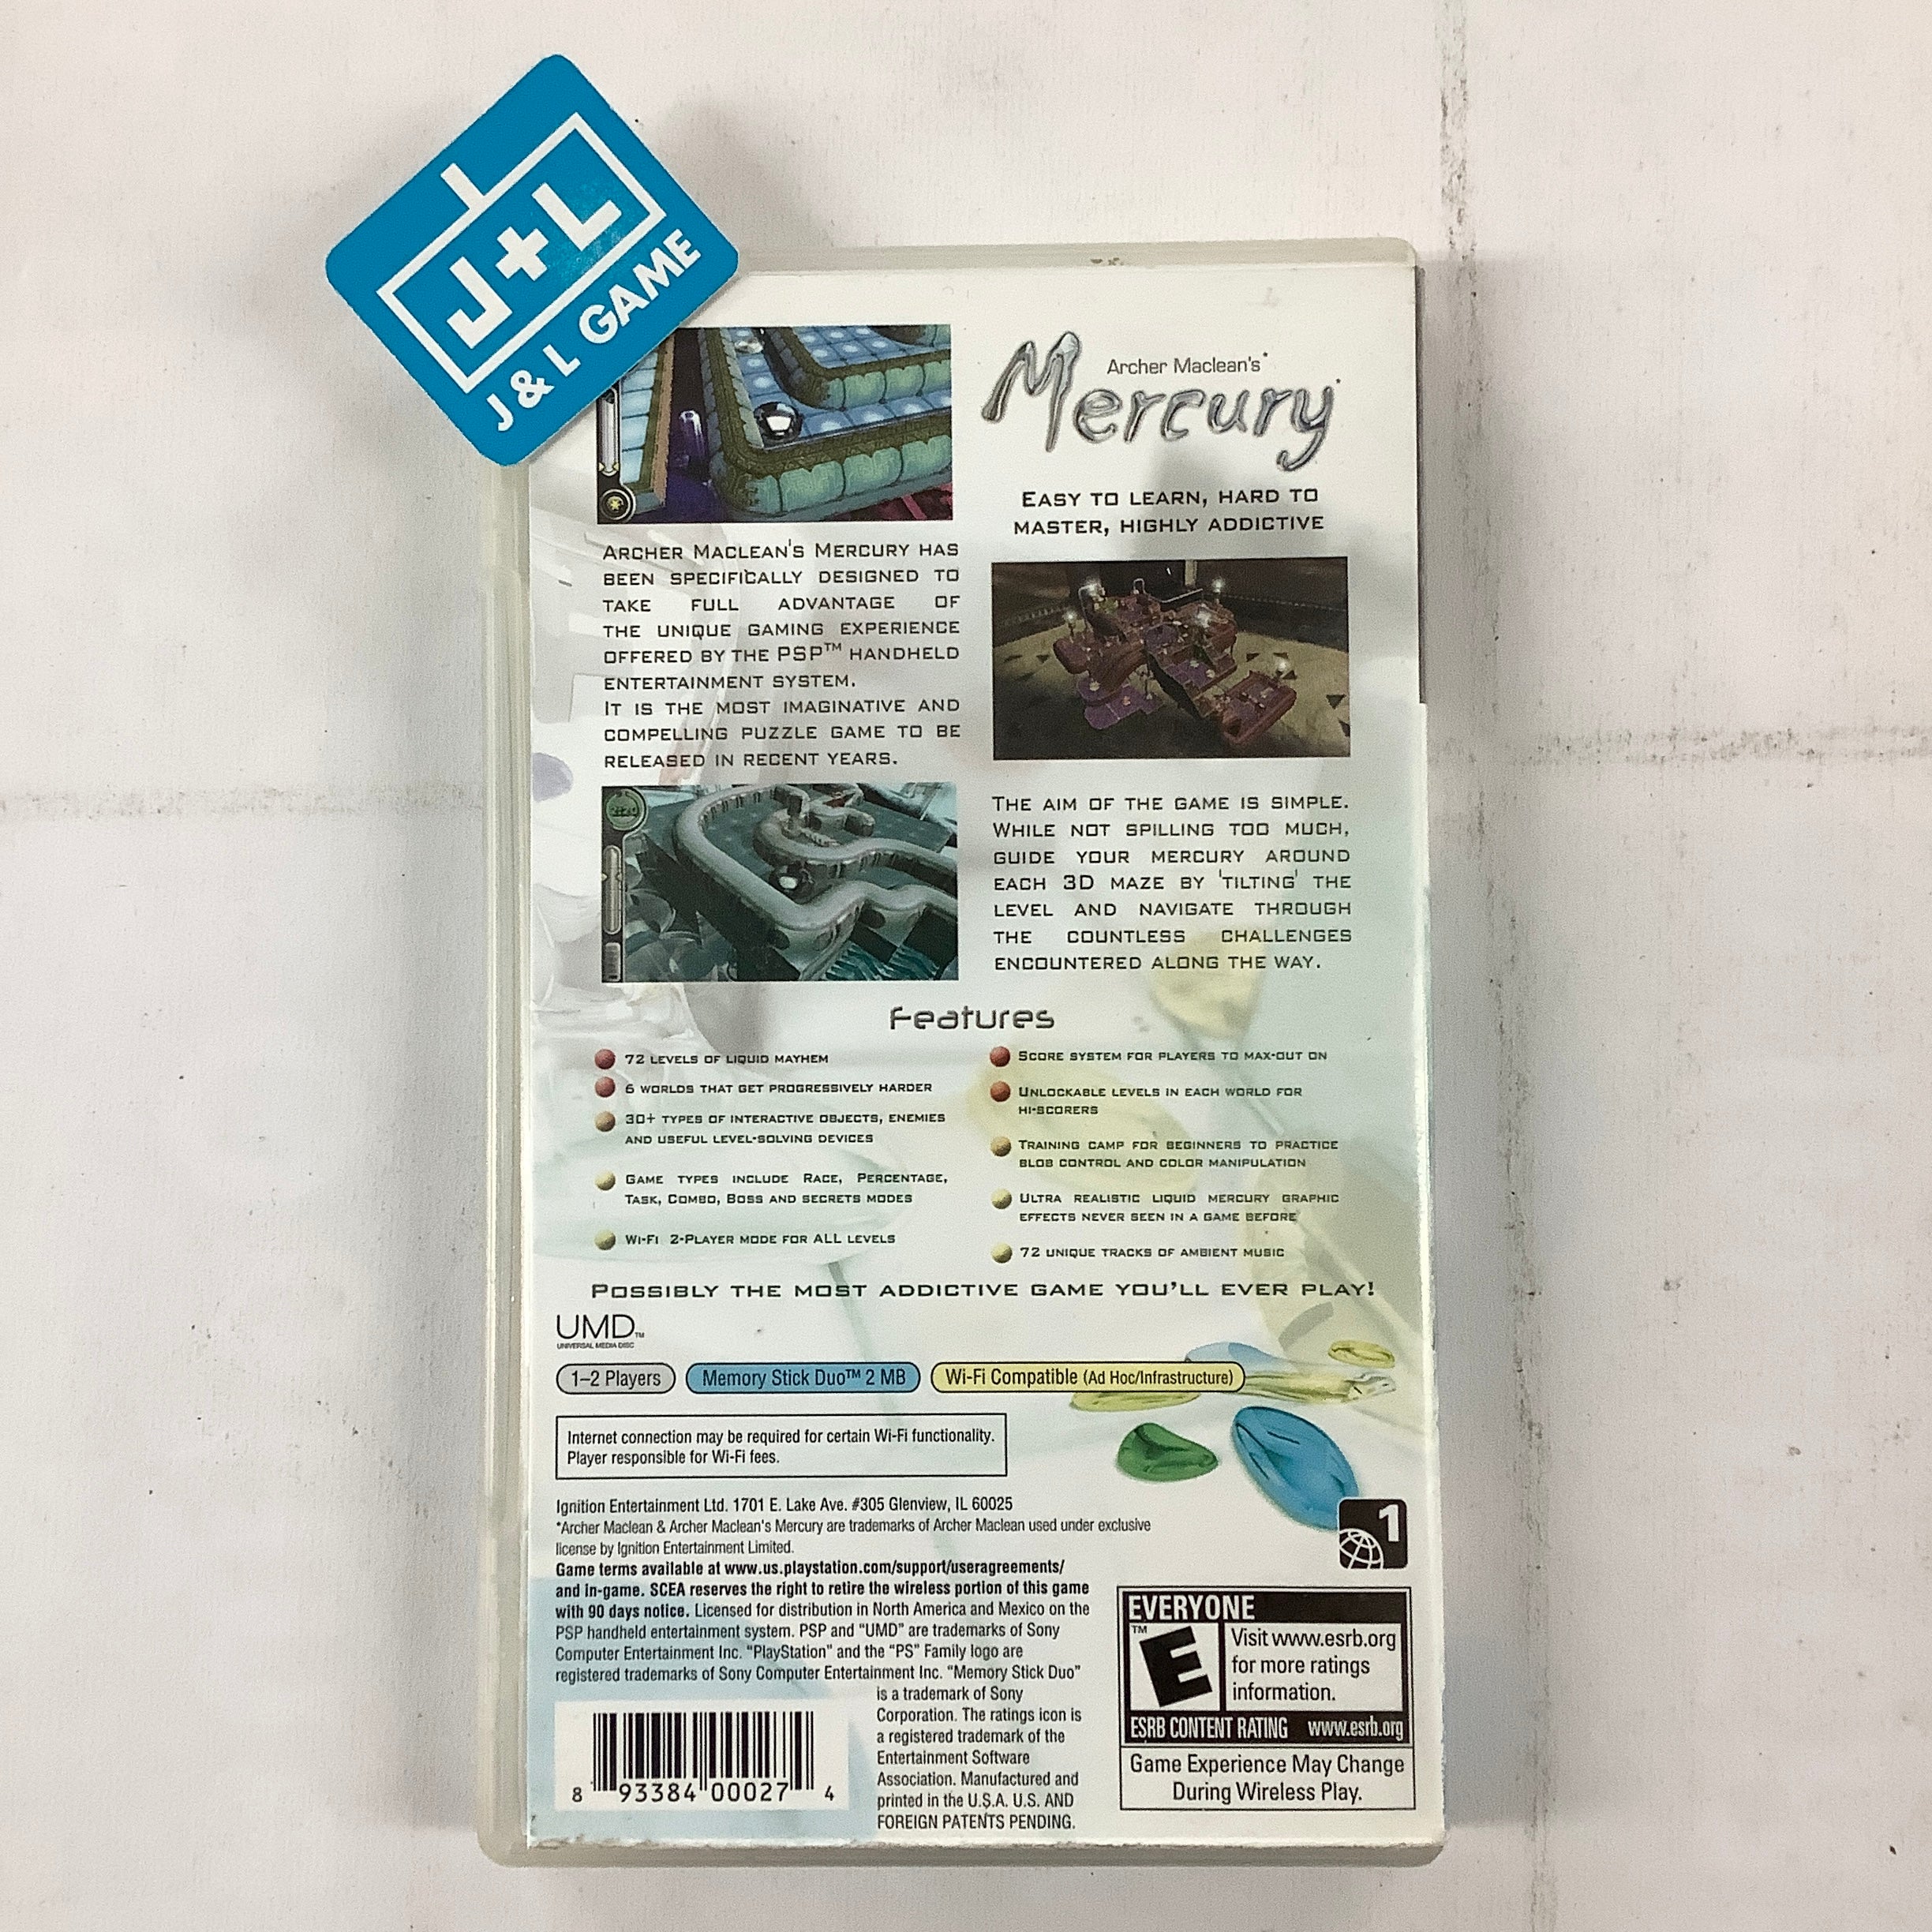 J+L
J & L GAME
Archer Maclean's*
Mercury*
EASY TO LEARN, HARD TO
MASTER, HIGHLY ADDICTIVE
ARCHER MACLEAN'S MERCURY HAS
BEEN SPECIFICALLY DESIGNED TO
TAKE FULL ADVANTAGE OF
THE UNIQUE GAMING EXPERIENCE
OFFERED BY THE PSP™ HANDHELD
ENTERTAINMENT SYSTEM.
IT IS THE MOST IMAGINATIVE AND
COMPELLING PUZZLE GAME TO BE
RELEASED IN RECENT YEARS.
THE AIM OF THE GAME IS SIMPLE.
WHILE NOT SPILLING TOO MUCH,
GUIDE YOUR MERCURY AROUND
EACH 3D MAZE BY 'TILTING' THE
LEVEL AND NAVIGATE THROUGH
THE COUNTLESS CHALLENGES
ENCOUNTERED ALONG THE WAY.
Features
72 LEVELS OF LIQUID MAYHEM
6 WORLDS THAT GET PROGRESSIVELY HARDER
30+ TYPES OF INTERACTIVE OBJECTS, ENEMIES
AND USEFUL LEVEL-SOLVING DEVICES
GAME TYPES INCLUDE RACE, PERCENTAGE,
TASK, COMBO, BOSS AND SECRETS MODES
WI-FI 2-PLAYER MODE FOR ALL LEVELS
SCORE SYSTEM FOR PLAYERS TO MAX-OUT ON
UNLOCKABLE LEVELS IN EACH WORLD FOR
HI-SCORERS
TRAINING CAMP FOR BEGINNERS TO PRACTICE
BLOB CONTROL AND COLOR MANIPULATION
ULTRA REALISTIC LIQUID MERCURY GRAPHIC
EFFECTS NEVER SEEN IN A GAME BEFORE
72 UNIQUE TRACKS OF AMBIENT MUSIC
POSSIBLY THE MOST ADDICTIVE GAME YOU'LL EVER PLAY!
UMD™
UNIVERSAL MEDIA DISC
1–2 Players
Memory Stick Duo™ 2 MB
Wi-Fi Compatible (Ad Hoc/Infrastructure)
Internet connection may be required for certain Wi-Fi functionality.
Player responsible for Wi-Fi fees.
Ignition Entertainment Ltd. 1701 E. Lake Ave. #305 Glenview, IL 60025
*Archer Maclean & Archer Maclean's Mercury are trademarks of Archer Maclean used under exclusive
license by Ignition Entertainment Limited.
Game terms available at www.us.playstation.com/support/useragreements/
and in-game. SCEA reserves the right to retire the wireless portion of this game
with 90 days notice. Licensed for distribution in North America and Mexico on the
PSP handheld entertainment system. PSP and “UMD” are trademarks of Sony
Computer Entertainment Inc. “PlayStation” and the “PS” Family logo are
registered trademarks of Sony Computer Entertainment Inc. “Memory Stick Duo”
is a trademark of Sony
Corporation. The ratings icon is
a registered trademark of the
Entertainment Software
Association. Manufactured and
printed in the U.S.A. U.S. AND
FOREIGN PATENTS PENDING.
8 93384 00027 4
1
EVERYONE
™
E
Visit www.esrb.org
for more ratings
information.
ESRB CONTENT RATING www.esrb.org
Game Experience May Change
During Wireless Play.